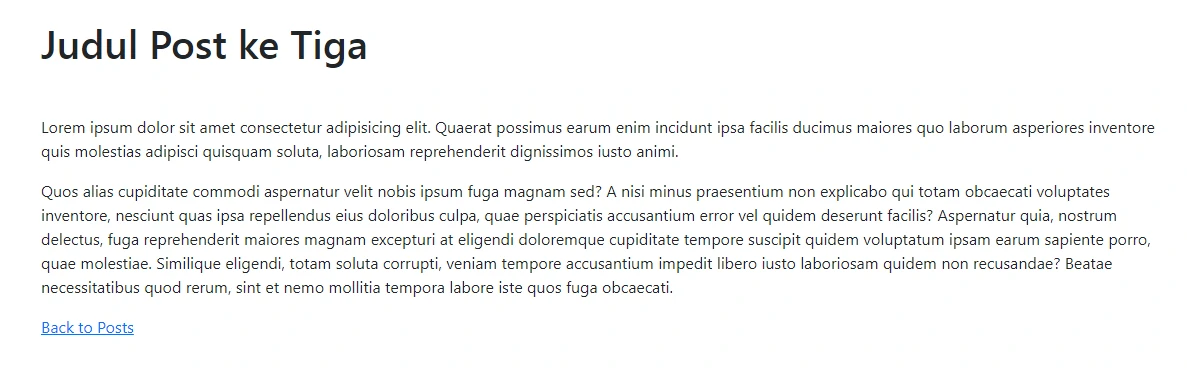 Judul Post ke Tiga
Lorem ipsum dolor sit amet consectetur adipisicing elit. Quaerat possimus earum enim incidunt ipsa facilis ducimus maiores quo laborum asperiores inventore
quis molestias adipisci quisquam soluta, laboriosam reprehenderit dignissimos iusto animi.
Quos alias cupiditate commodi aspernatur velit nobis ipsum fuga magnam sed? A nisi minus praesentium non explicabo qui totam obcaecati voluptates
inventore, nesciunt quas ipsa repellendus eius doloribus culpa, quae perspiciatis accusantium error vel quidem deserunt facilis? Aspernatur quia, nostrum
delectus, fuga reprehenderit maiores magnam excepturi at eligendi doloremque cupiditate tempore suscipit quidem voluptatum ipsam earum sapiente porro,
quae molestiae. Similique eligendi, totam soluta corrupti, veniam tempore accusantium impedit libero iusto laboriosam quidem non recusandae? Beatae
necessitatibus quod rerum, sint et nemo mollitia tempora labore iste quos fuga obcaecati.
Back to Posts